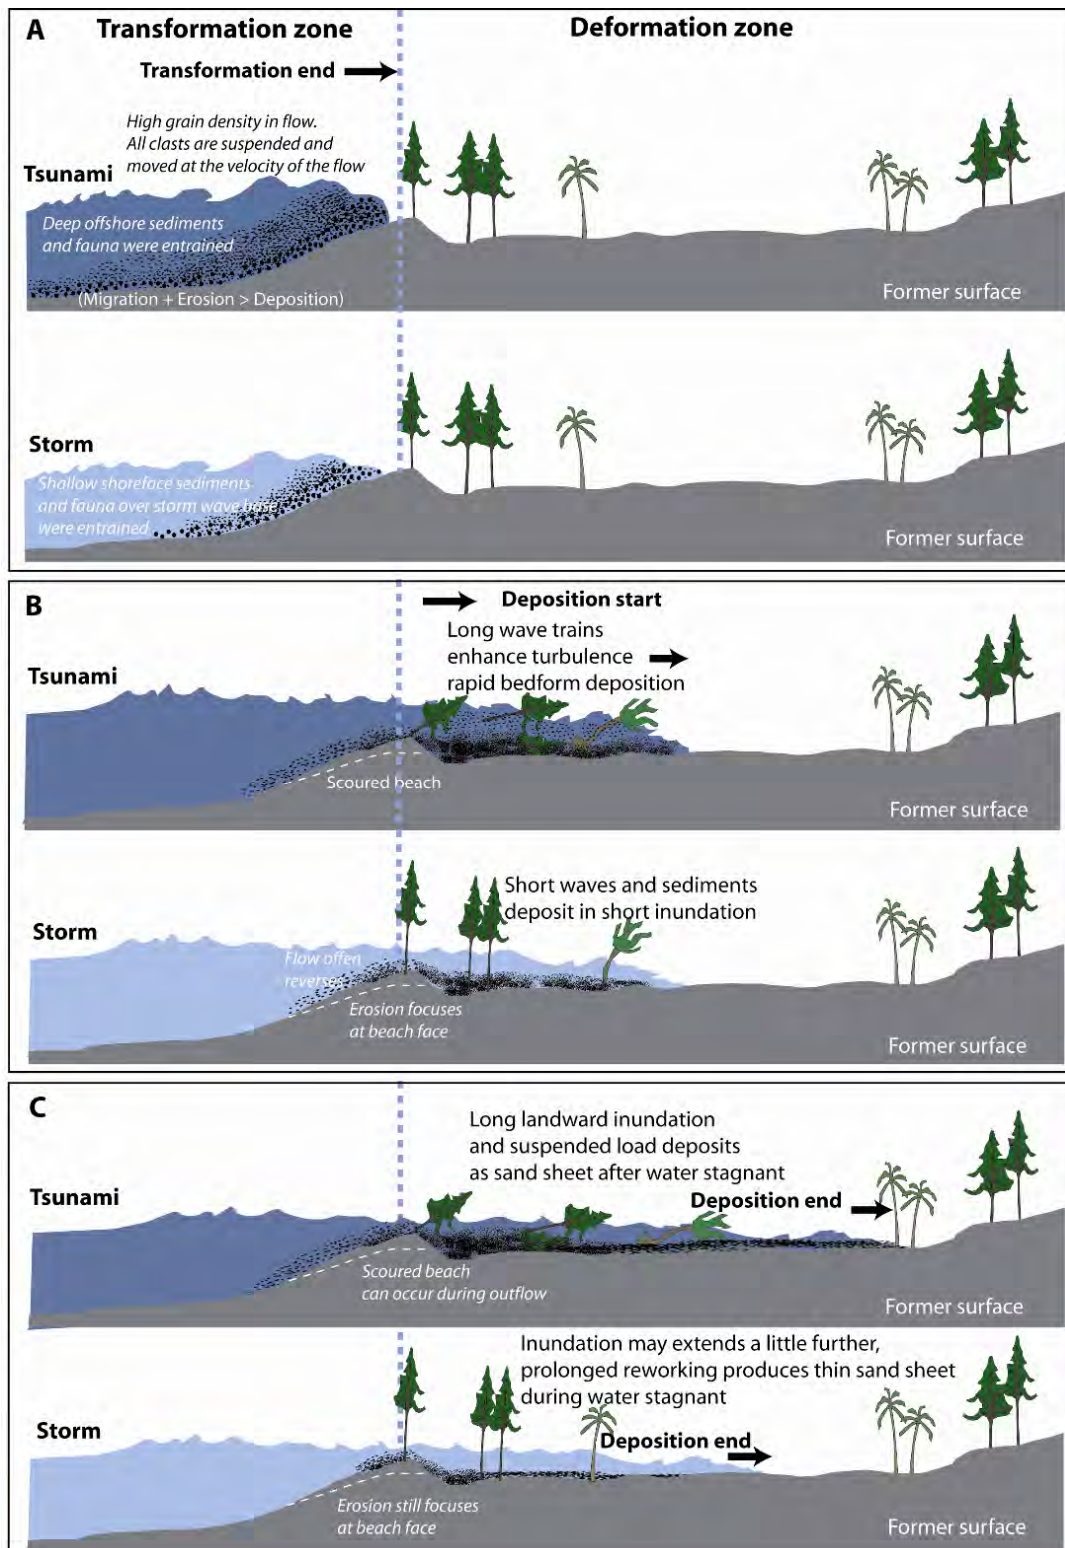 A
Transformation zone
Deformation zone
Transformation end
High grain density in flow.
All clasts are suspended and
moved at the velocity of the flow
Tsunami
Deep offshore sediments
and fauna were entrained
(Migration + Erosion > Deposition)
Former surface
Storm
Shallow shoreface sediments
and fauna over storm wave base
were entrained
Former surface
B
Deposition start
Long wave trains
enhance turbulence
rapid bedform deposition
Tsunami
Scoured beach
Former surface
Short waves and sediments
deposit in short inundation
Storm
Flow offen
reverses
Erosion focuses
at beach face
Former surface
C
Long landward inundation
and suspended load deposits
as sand sheet after water stagnant
Tsunami
Deposition end
Scoured beach
can occur during outflow
Former surface
Inundation may extends a little further,
prolonged reworking produces thin sand sheet
during water stagnant
Storm
Deposition end
Erosion still focuses
at beach face
Former surface